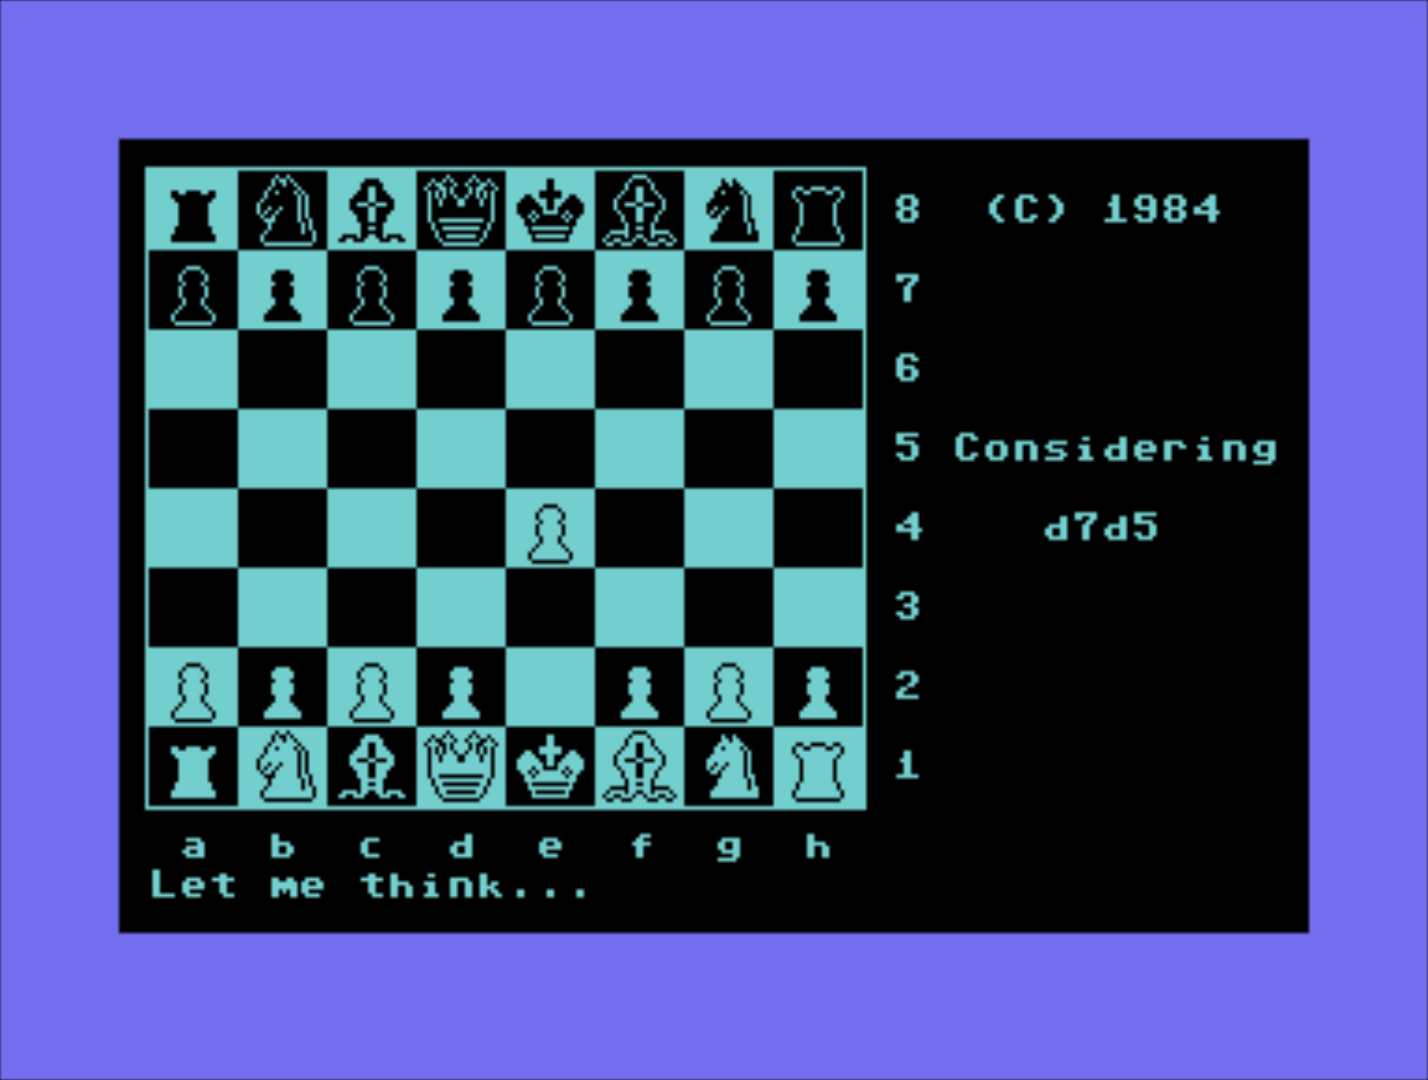 8 (C) 1984
7
6
5 Considering
4 d7d5
3
2
1
a b c d e f g h
Let me think...